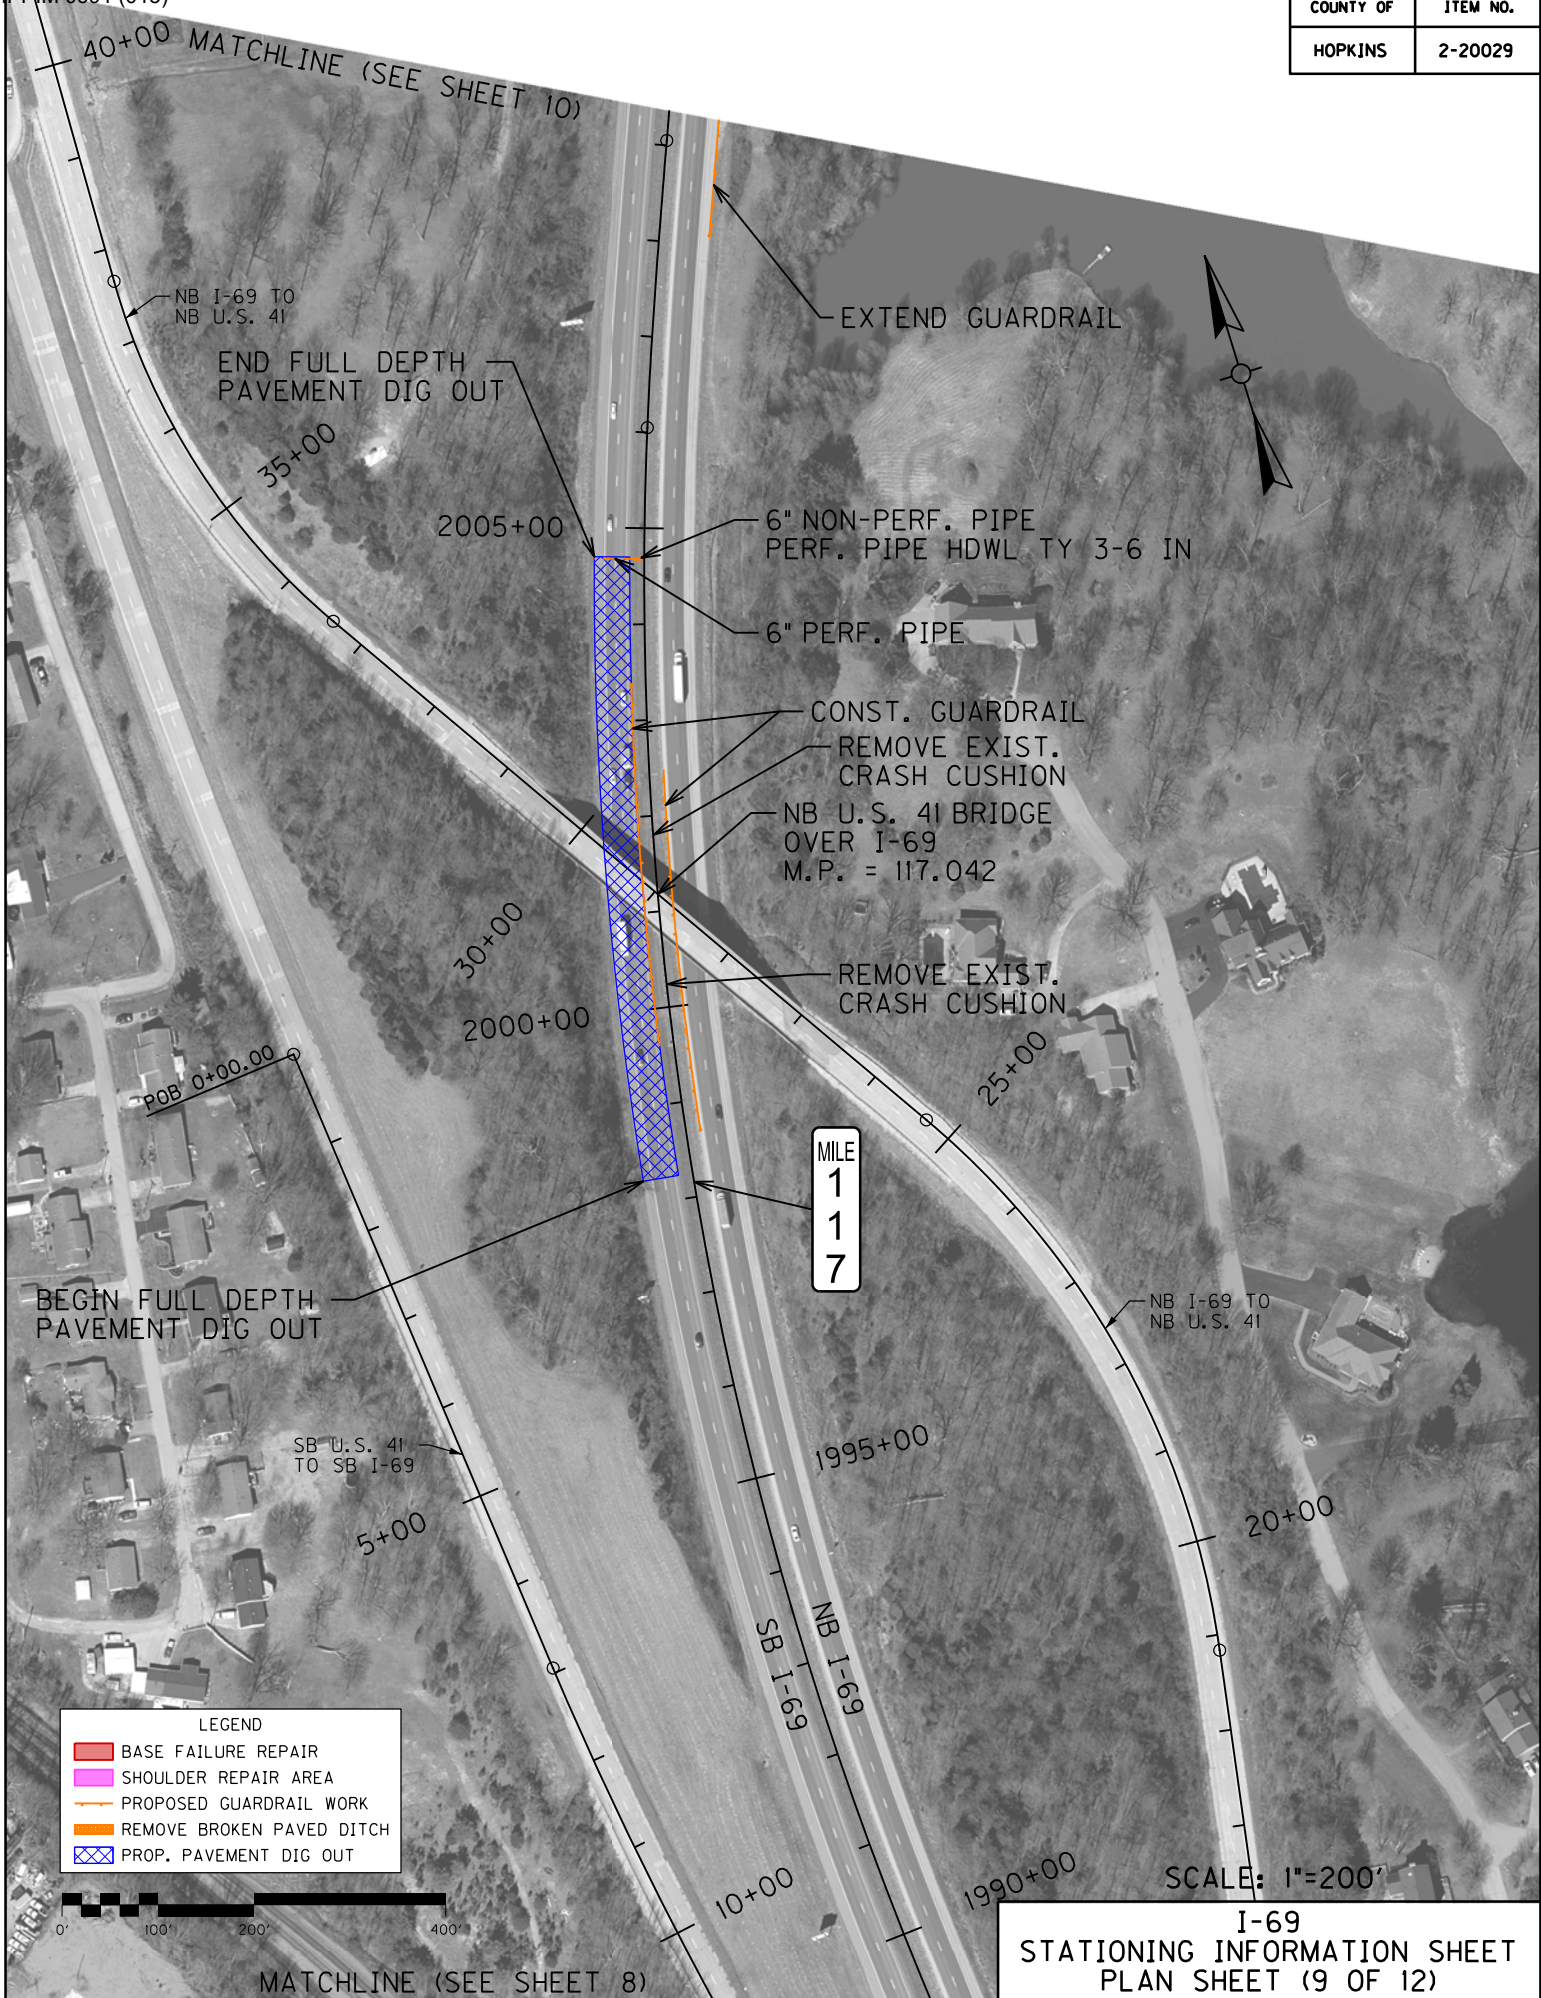 COUNTY OF
ITEM NO.
HOPKINS
2-20029
40+00
MATCHLINE (SEE SHEET 10)
NB I-69 TO
NB U.S. 41
EXTEND GUARDRAIL
END FULL DEPTH
PAVEMENT DIG OUT
35+00
2005+00
6" NON-PERF. PIPE
PERF. PIPE HDWL TY 3-6 IN
6" PERF. PIPE
CONST. GUARDRAIL
REMOVE EXIST.
CRASH CUSHION
NB U.S. 41 BRIDGE
OVER I-69
M.P. = 117.042
30+00
REMOVE EXIST.
CRASH CUSHION
2000+00
25+00
POB 0+00.00
MILE
1
1
7
BEGIN FULL DEPTH
PAVEMENT DIG OUT
NB I-69 TO
NB U.S. 41
SB U.S. 41
TO SB I-69
1995+00
5+00
20+00
SB I-69
NB I-69
LEGEND
BASE FAILURE REPAIR
SHOULDER REPAIR AREA
PROPOSED GUARDRAIL WORK
REMOVE BROKEN PAVED DITCH
PROP. PAVEMENT DIG OUT
0' 100' 200' 400'
10+00
1990+00
SCALE: 1"=200'
MATCHLINE (SEE SHEET 8)
I-69
STATIONING INFORMATION SHEET
PLAN SHEET (9 OF 12)